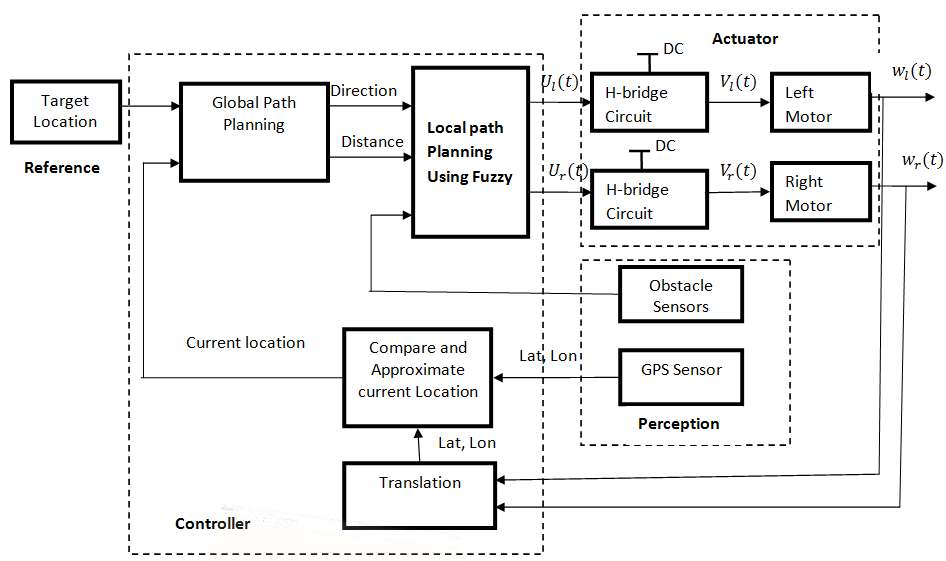 Actuator
DC
U_l(t)
V_l(t)
w_l(t)
Target
Location
Reference
Global Path
Planning
Direction
Distance
Local path
Planning
Using Fuzzy
H-bridge
Circuit
Left
Motor
DC
U_r(t)
V_r(t)
w_r(t)
H-bridge
Circuit
Right
Motor
Obstacle
Sensors
Current location
Compare and
Approximate
current Location
Lat, Lon
GPS Sensor
Perception
Lat, Lon
Translation
Controller